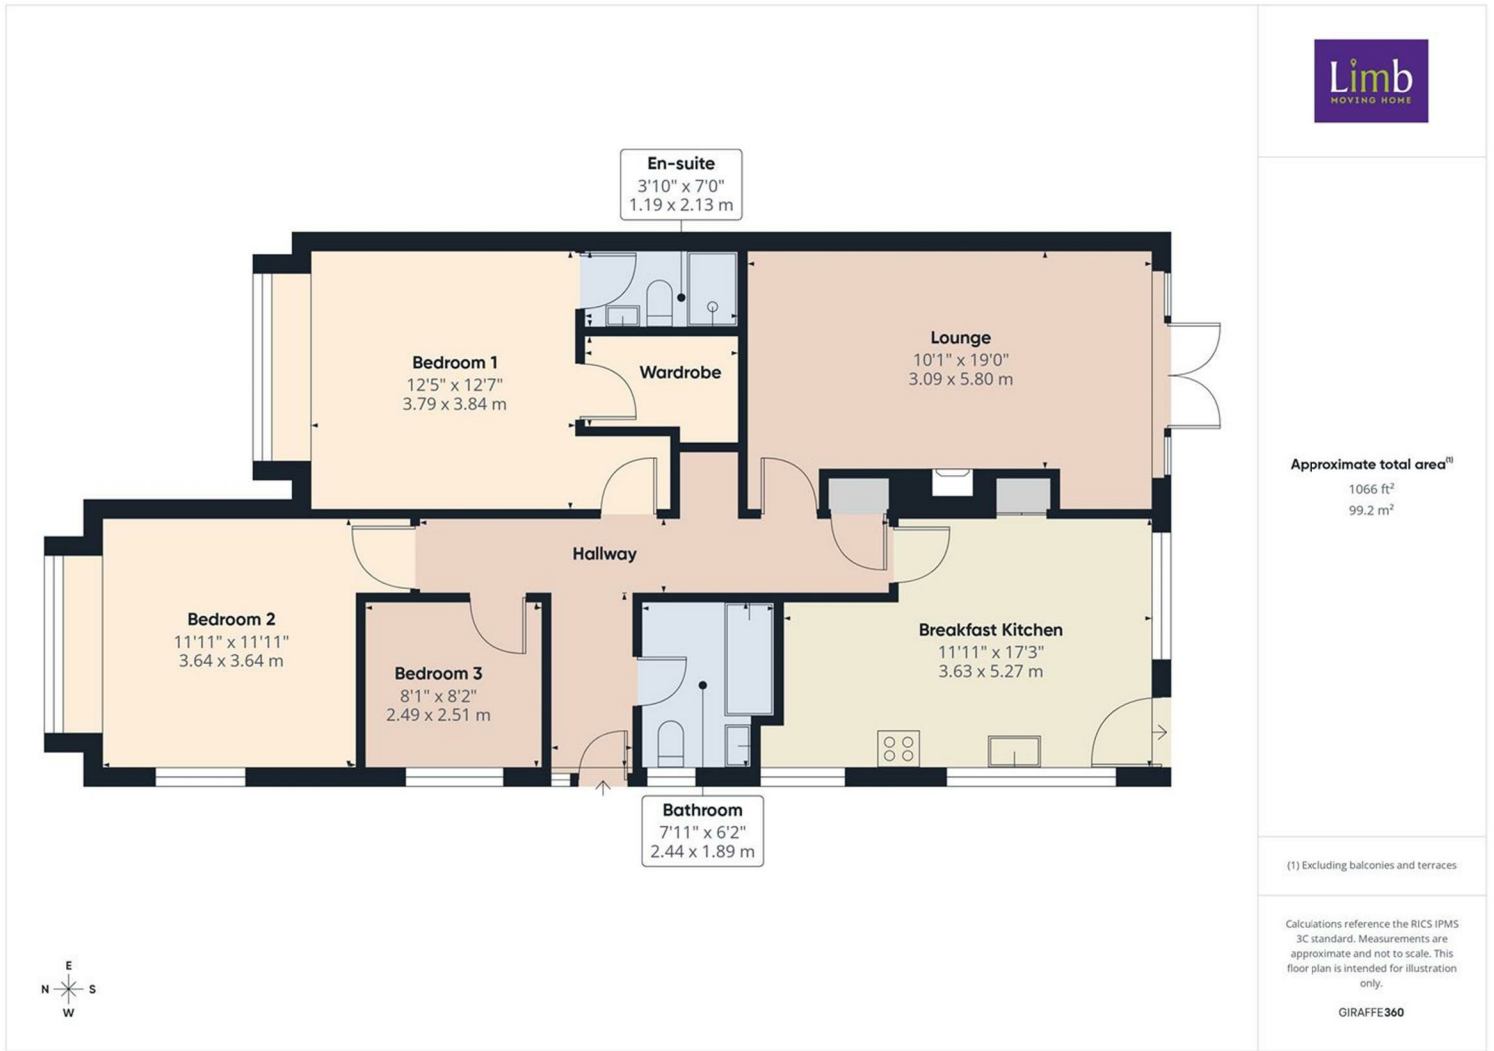 Limb
MOVING HOME
En-suite
3'10" x 7'0"
1.19 x 2.13 m
Bedroom 1
12'5" x 12'7"
3.79 x 3.84 m
Wardrobe
Lounge
10'1" x 19'0"
3.09 x 5.80 m
Hallway
Bedroom 2
11'11" x 11'11"
3.64 x 3.64 m
Bedroom 3
8'1" x 8'2"
2.49 x 2.51 m
Breakfast Kitchen
11'11" x 17'3"
3.63 x 5.27 m
Bathroom
7'11" x 6'2"
2.44 x 1.89 m
E
N S
W
Approximate total area(1)
1066 ft²
99.2 m²
(1) Excluding balconies and terraces
Calculations reference the RICS IPMS
3C standard. Measurements are
approximate and not to scale. This
floor plan is intended for illustration
only.
GIRAFFE360